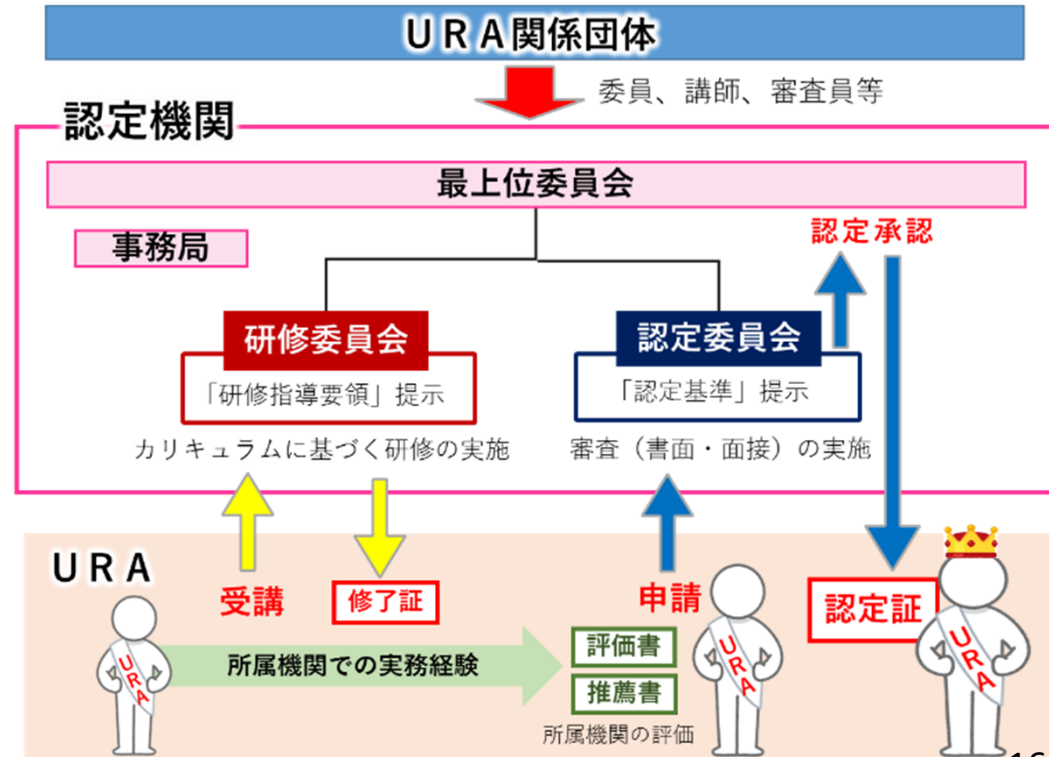 ＵＲＡ関係団体
委員、講師、審査員等
認定機関
最上位委員会
事務局
認定承認
研修委員会
「研修指導要領」提示
カリキュラムに基づく研修の実施
認定委員会
「認定基準」提示
審査（書面・面接）の実施
ＵＲＡ
受講
修了証
申請
認定証
所属機関での実務経験
評価書
推薦書
所属機関の評価
URA
URA
URA